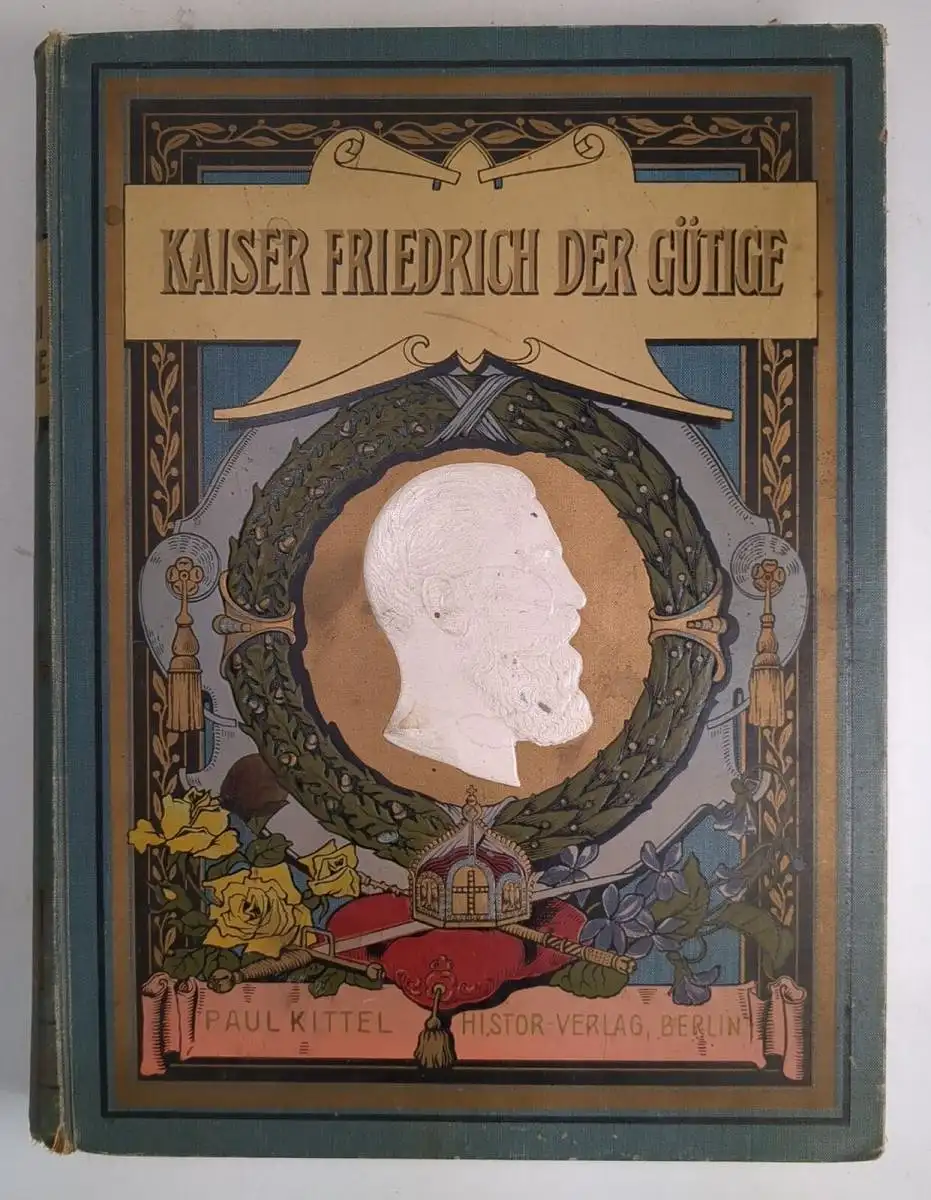 KAISER FRIEDRICH DER GÜTIGE
PAUL KITTEL HISTOR-VERLAG, BERLIN